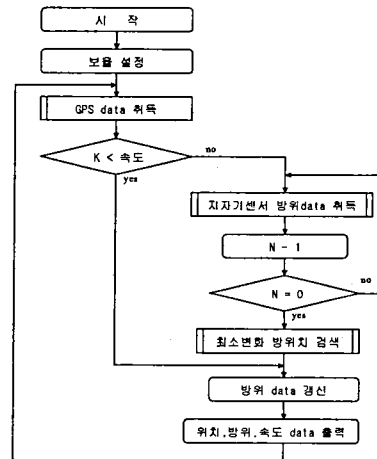 시 작
보율 설정
GPS data 취득
K < 속도
no
yes
지자기센서 방위data 취득
N - 1
no
N = 0
yes
최소변화 방위치 검색
방위 data 갱신
위치,방위,속도 data 출력